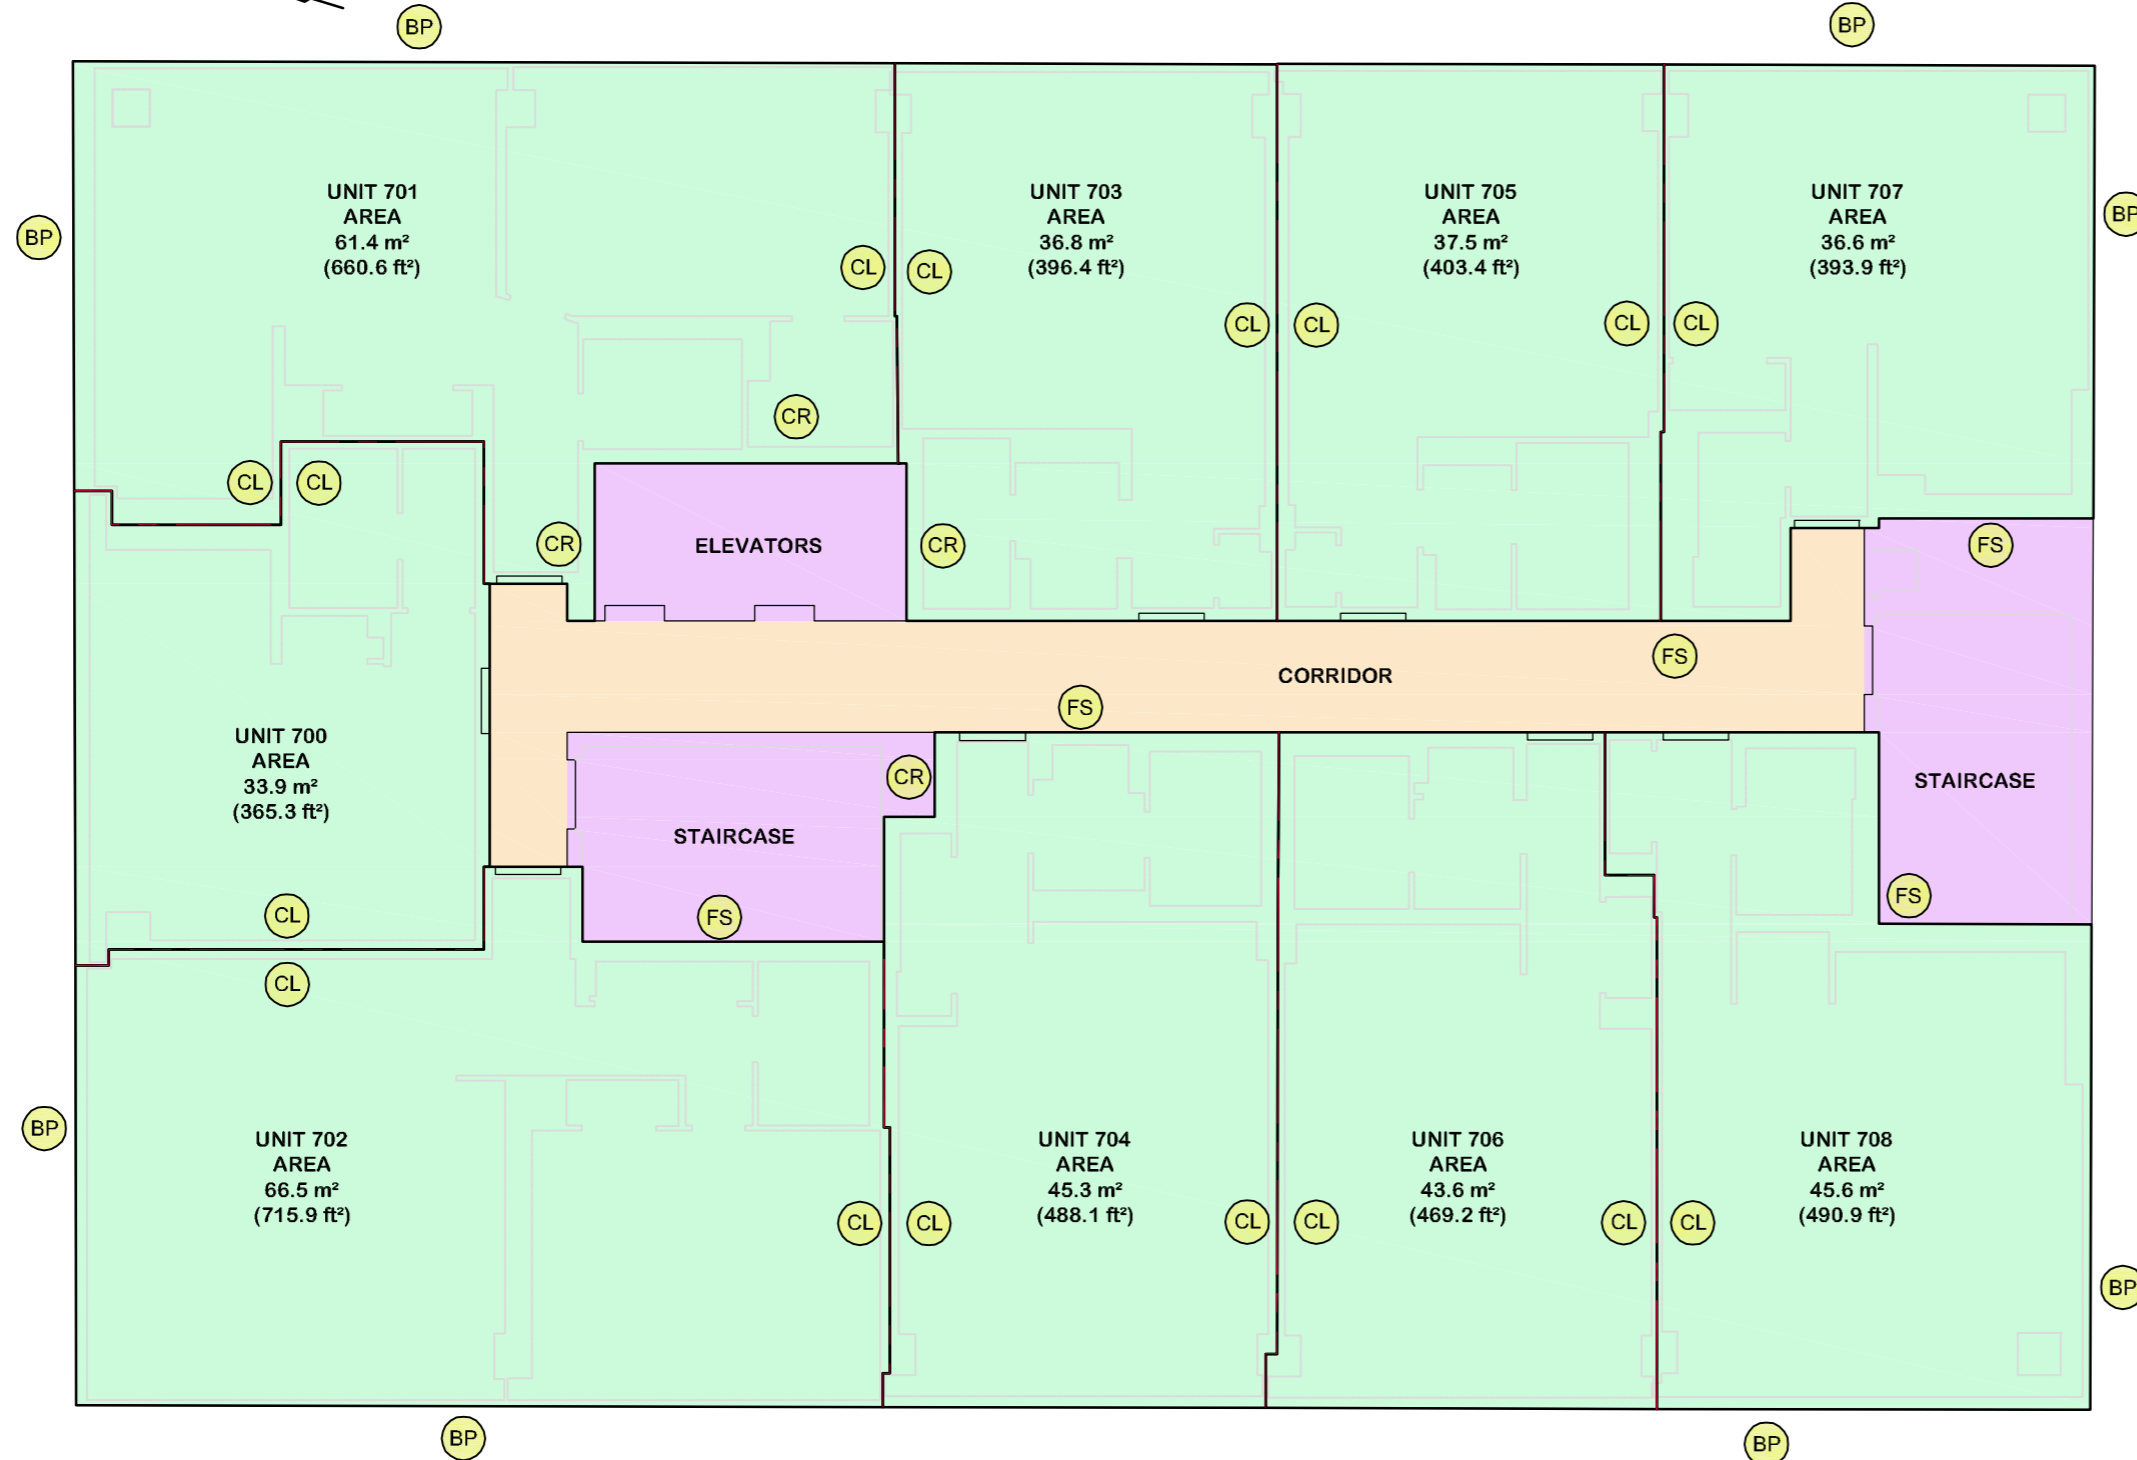 BP
BP
BP
UNIT 701
AREA
61.4 m²
(660.6 ft²)
CL
CL
UNIT 703
AREA
36.8 m²
(396.4 ft²)
CL
CL
UNIT 705
AREA
37.5 m²
(403.4 ft²)
CL
CL
UNIT 707
AREA
36.6 m²
(393.9 ft²)
BP
CR
CL
CL
CR
ELEVATORS
CR
FS
CORRIDOR
FS
FS
UNIT 700
AREA
33.9 m²
(365.3 ft²)
CR
STAIRCASE
STAIRCASE
CL
FS
FS
CL
BP
UNIT 702
AREA
66.5 m²
(715.9 ft²)
CL
CL
UNIT 704
AREA
45.3 m²
(488.1 ft²)
CL
CL
UNIT 706
AREA
43.6 m²
(469.2 ft²)
CL
CL
UNIT 708
AREA
45.6 m²
(490.9 ft²)
BP
BP
BP